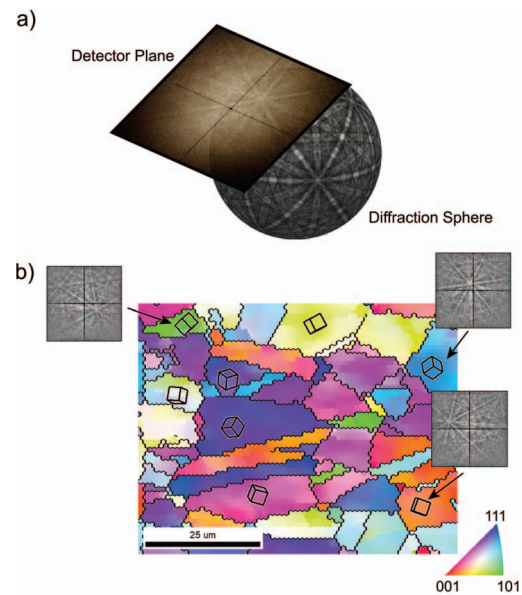 a)
Detector Plane
Diffraction Sphere
b)
25 um
111
001
101